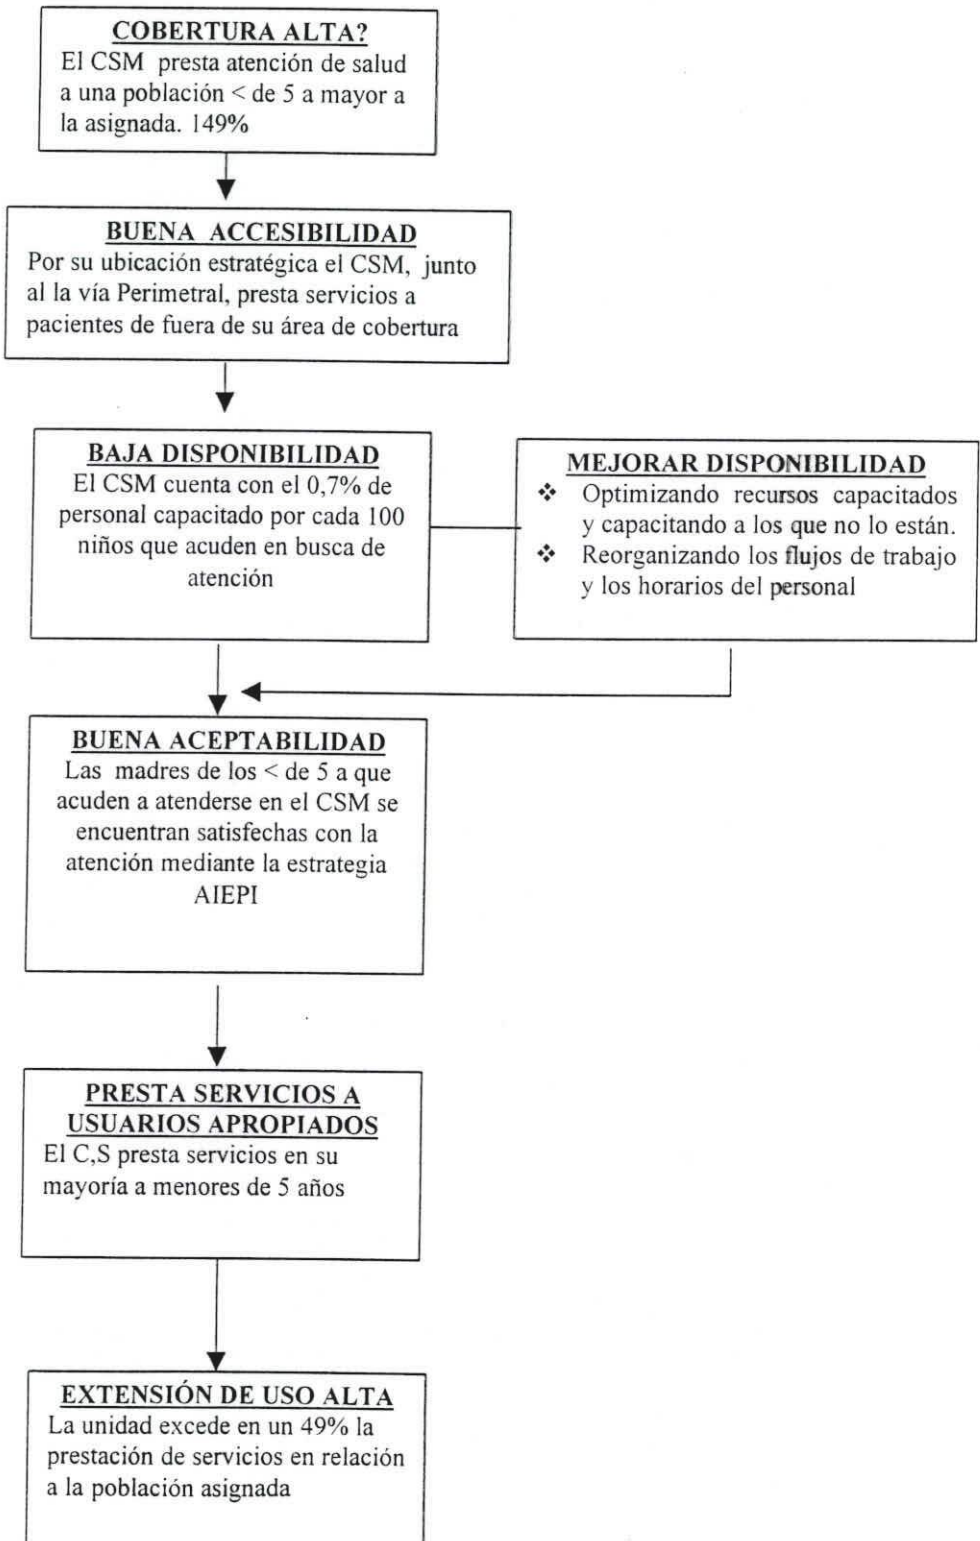 COBERTURA ALTA?
El CSM presta atención de salud
a una población < de 5 a mayor a
la asignada. 149%
BUENA ACCESIBILIDAD
Por su ubicación estratégica el CSM, junto
al la vía Perimetral, presta servicios a
pacientes de fuera de su área de cobertura
BAJA DISPONIBILIDAD
El CSM cuenta con el 0,7% de
personal capacitado por cada 100
niños que acuden en busca de
atención
MEJORAR DISPONIBILIDAD
❖ Optimizando recursos capacitados
y capacitando a los que no lo están.
❖ Reorganizando los flujos de trabajo
y los horarios del personal
BUENA ACEPTABILIDAD
Las madres de los < de 5 a que
acuden a atenderse en el CSM se
encuentran satisfechas con la
atención mediante la estrategia
AIEPI
PRESTA SERVICIOS A
USUARIOS APROPIADOS
El C,S presta servicios en su
mayoría a menores de 5 años
EXTENSIÓN DE USO ALTA
La unidad excede en un 49% la
prestación de servicios en relación
a la población asignada